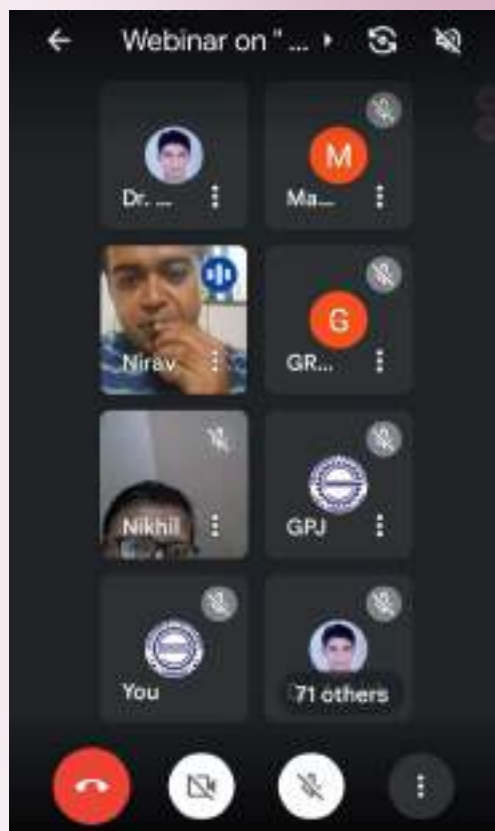 Webinar on " ...
Dr. ...
M
Ma...
Nirav
G
GR...
Nikhil
GPJ
You
71 others